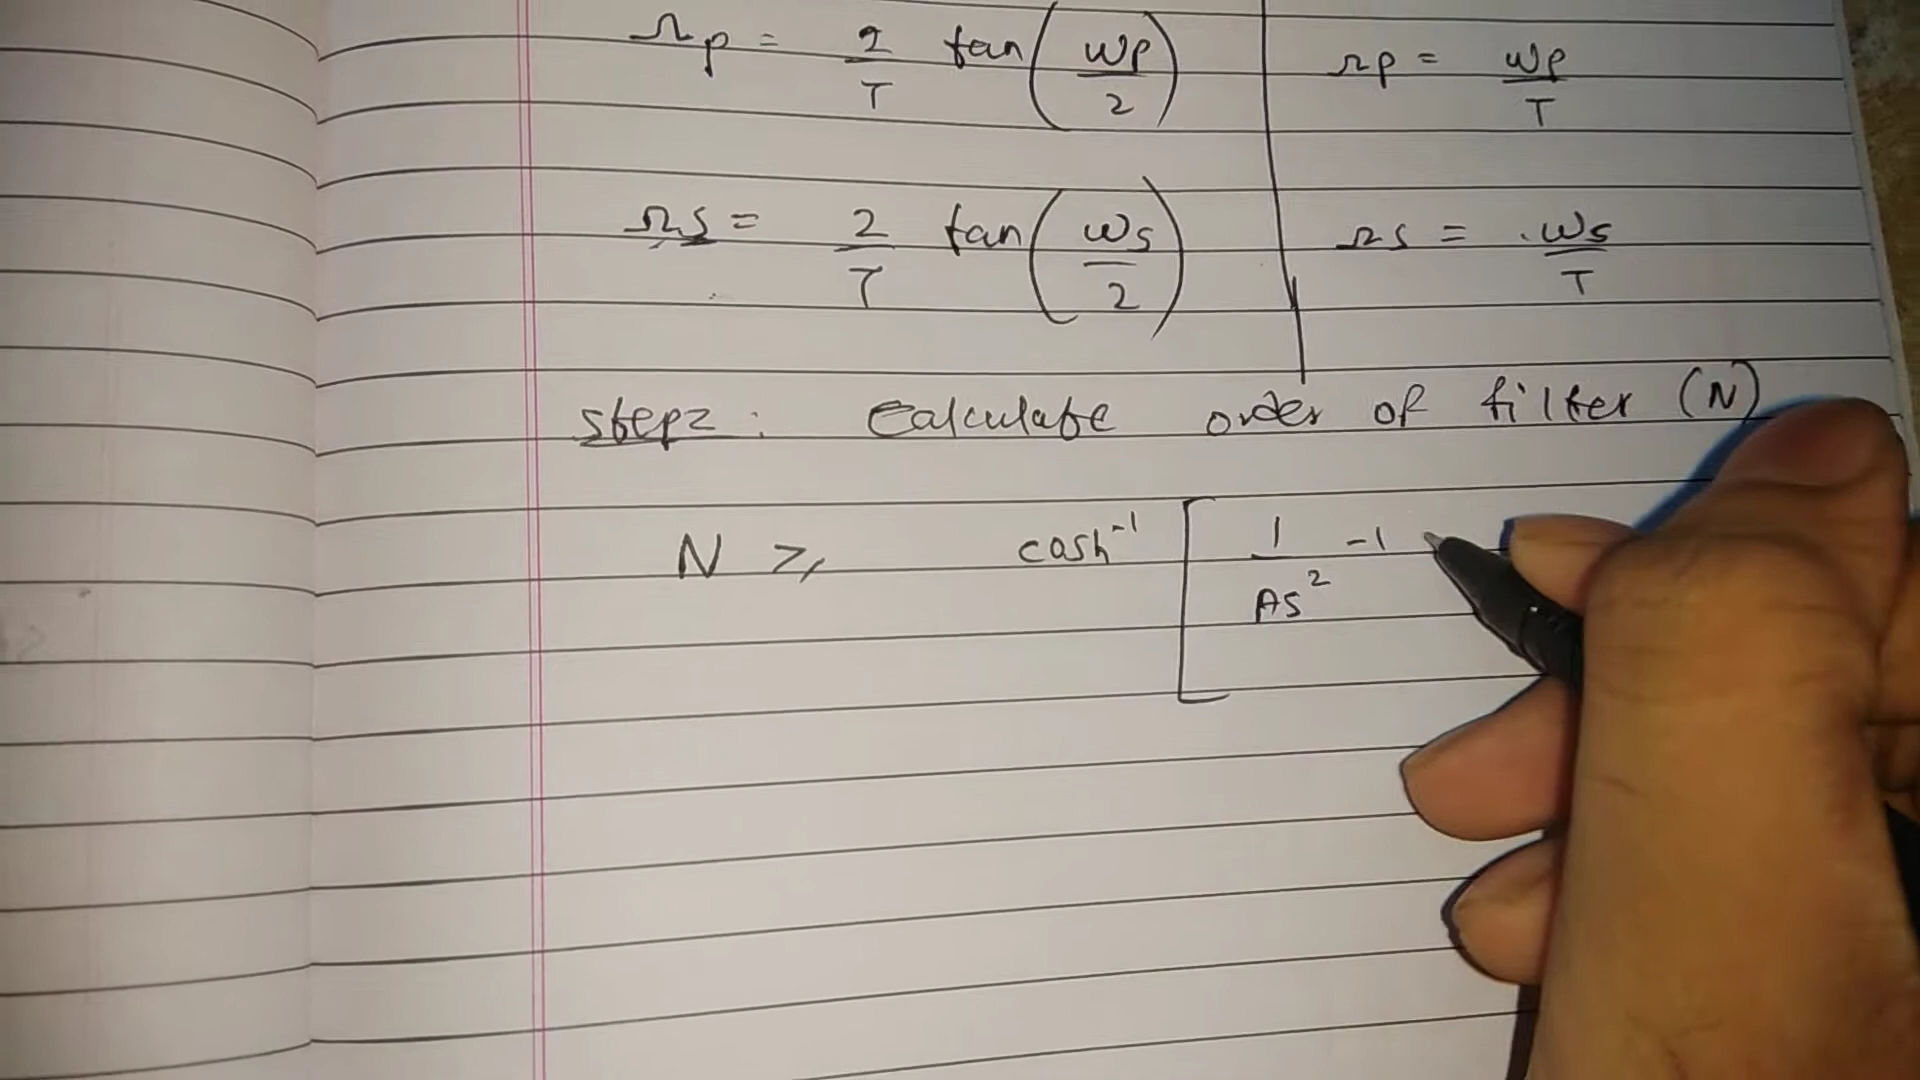 Ωp = 2/T tan(ωp/2) Ωp = ωp/T
Ωs = 2/T tan(ωs/2) Ωs = ωs/T
step2: Calculate order of filter (N)
N ≥ cosh⁻¹ [ 1/As² -1